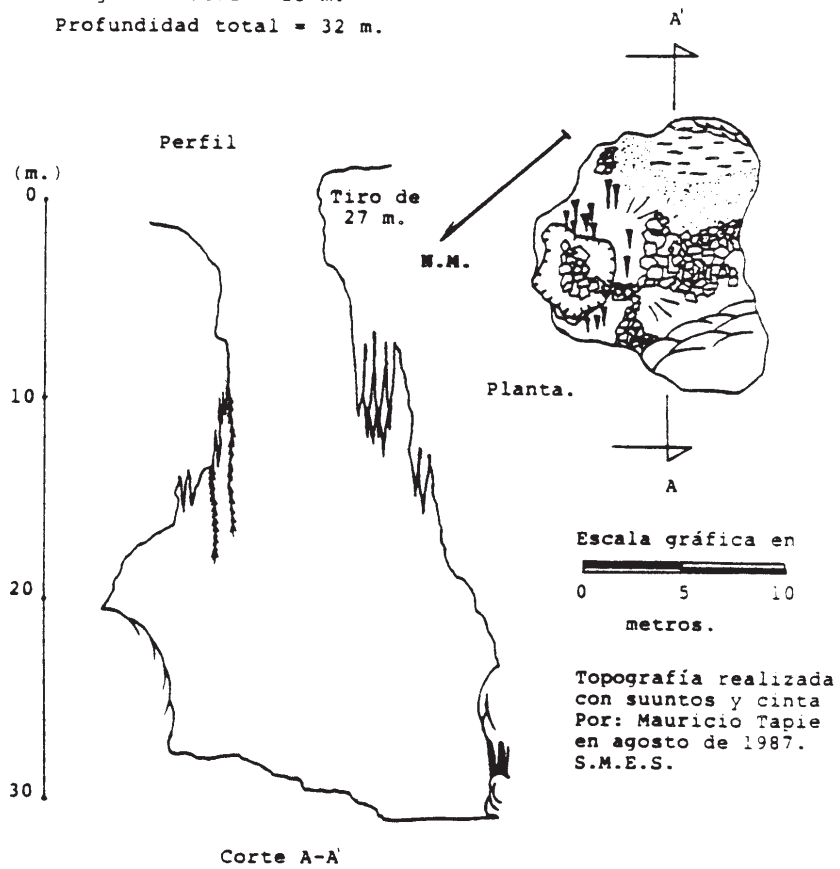 Profundidad total = 32 m.
Perfil
(m.)
0
10
20
30
Tiro de
27 m.
N.M.
A'
Planta.
A
Escala gráfica en
0 5 10
metros.
Topografía realizada
con suuntos y cinta
Por: Mauricio Tapie
en agosto de 1987.
S.M.E.S.
Corte A-A'